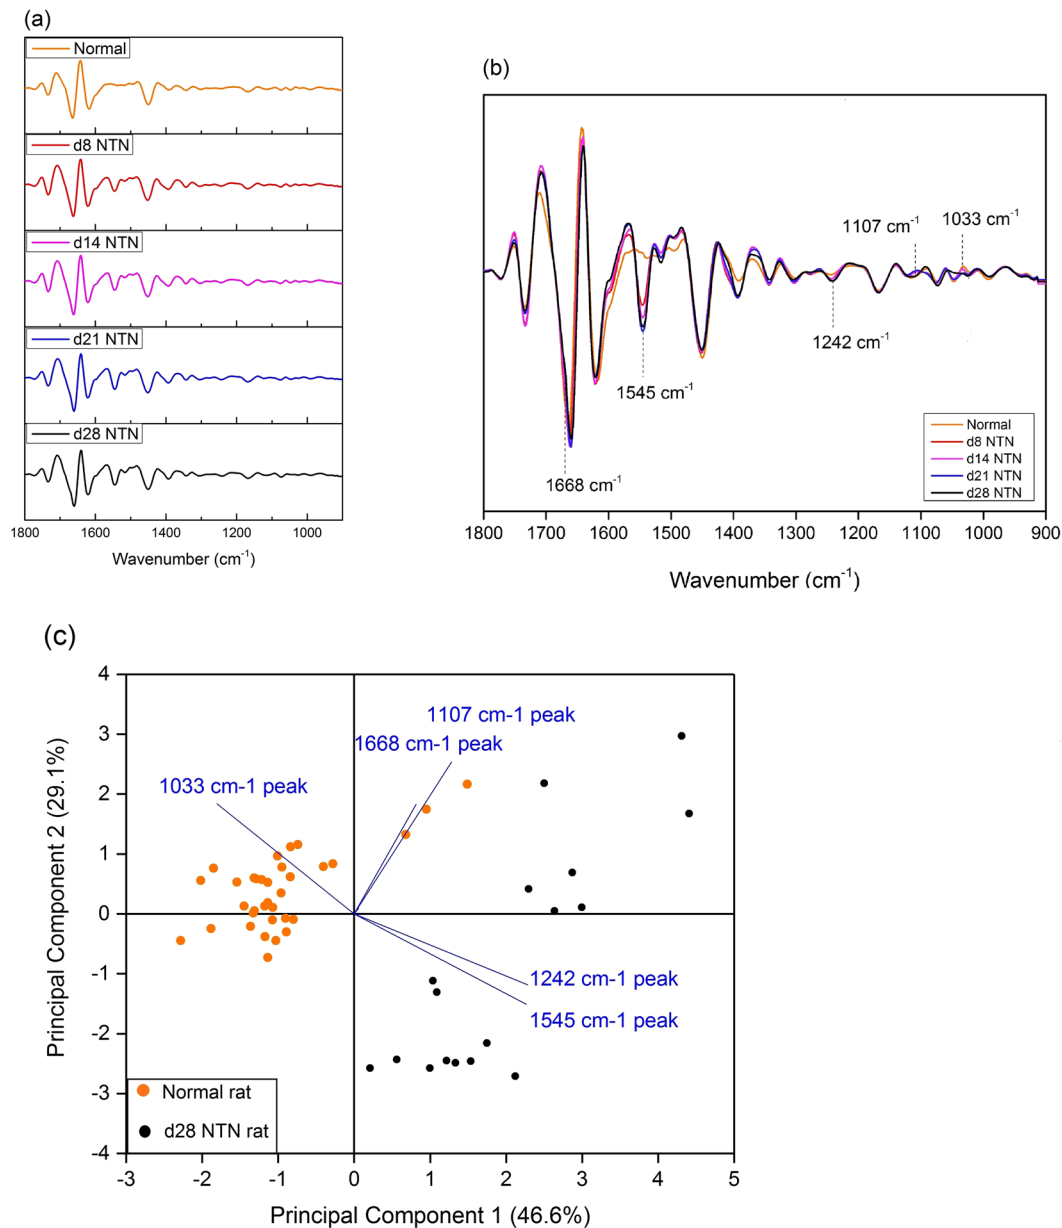 (a)
Normal
d8 NTN
d14 NTN
d21 NTN
d28 NTN
1800 1600 1400 1200 1000
Wavenumber (cm-1)
(b)
1107 cm-1
1033 cm-1
1242 cm-1
1545 cm-1
1668 cm-1
Normal
d8 NTN
d14 NTN
d21 NTN
d28 NTN
1800 1700 1600 1500 1400 1300 1200 1100 1000 900
Wavenumber (cm-1)
(c)
4
3
2
1
0
-1
-2
-3
-4
Principal Component 2 (29.1%)
1107 cm-1 peak
1668 cm-1 peak
1033 cm-1 peak
1242 cm-1 peak
1545 cm-1 peak
Normal rat
d28 NTN rat
-3 -2 -1 0 1 2 3 4 5
Principal Component 1 (46.6%)